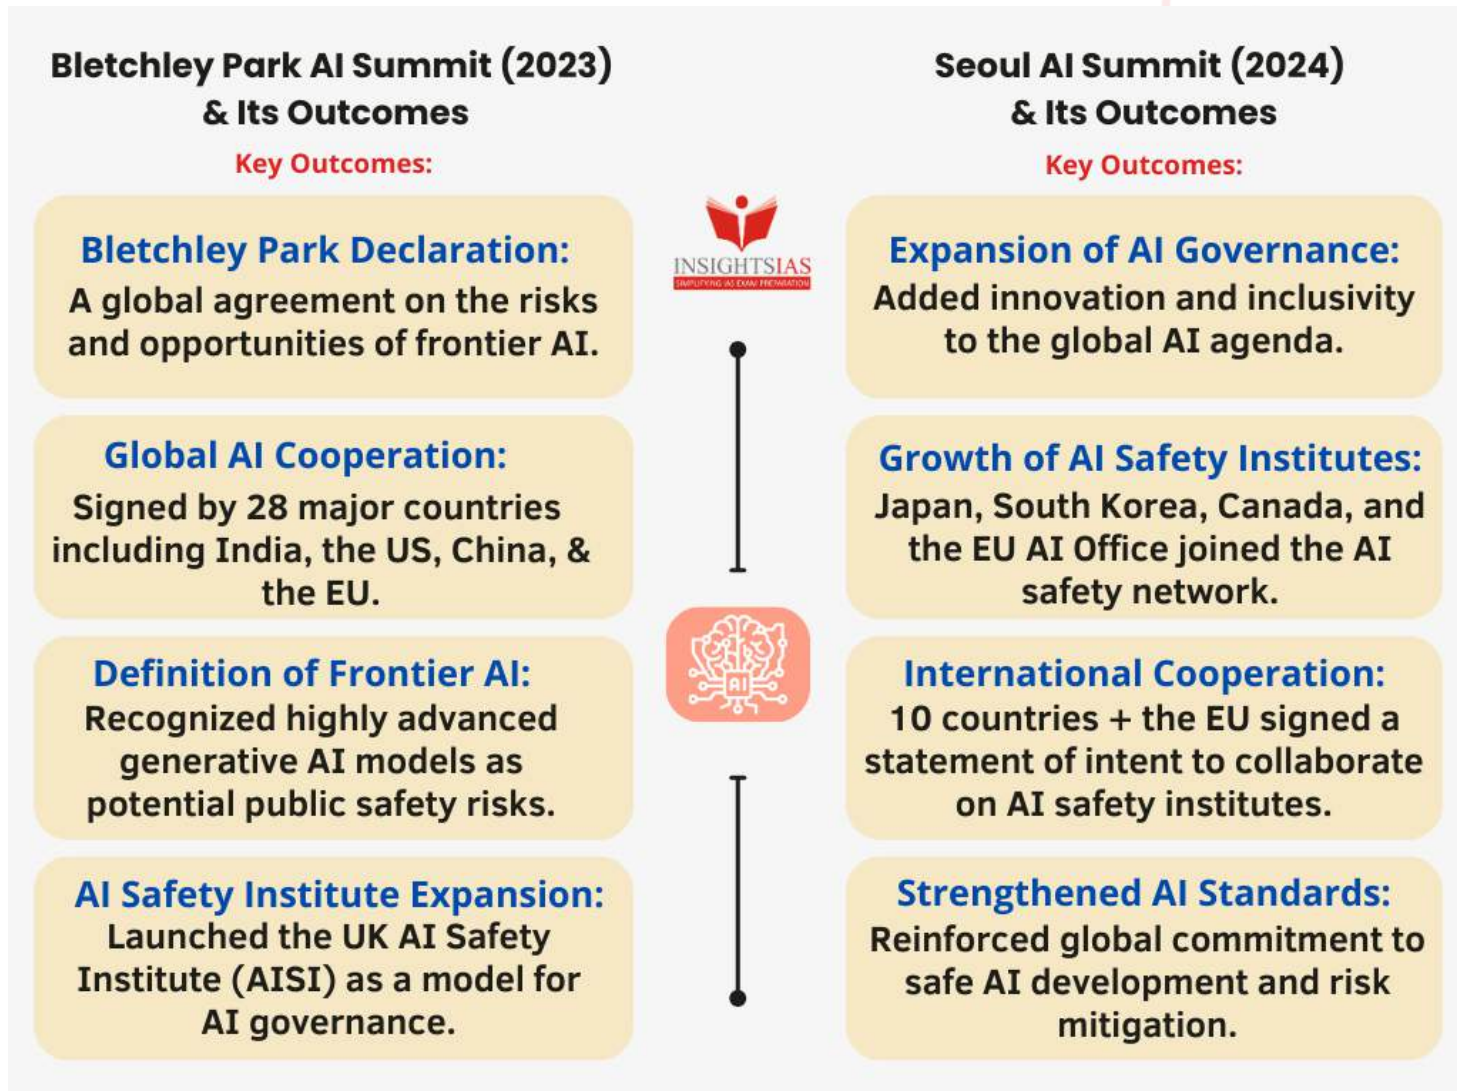 Bletchley Park AI Summit (2023)
& Its Outcomes
Key Outcomes:
Bletchley Park Declaration:
A global agreement on the risks
and opportunities of frontier AI.
Global AI Cooperation:
Signed by 28 major countries
including India, the US, China, &
the EU.
Definition of Frontier AI:
Recognized highly advanced
generative AI models as
potential public safety risks.
AI Safety Institute Expansion:
Launched the UK AI Safety
Institute (AISI) as a model for
AI governance.
INSIGHTSIAS
SIMPLIFYING IAS EXAM PREPARATION
AI
Seoul AI Summit (2024)
& Its Outcomes
Key Outcomes:
Expansion of AI Governance:
Added innovation and inclusivity
to the global AI agenda.
Growth of AI Safety Institutes:
Japan, South Korea, Canada, and
the EU AI Office joined the AI
safety network.
International Cooperation:
10 countries + the EU signed a
statement of intent to collaborate
on AI safety institutes.
Strengthened AI Standards:
Reinforced global commitment to
safe AI development and risk
mitigation.